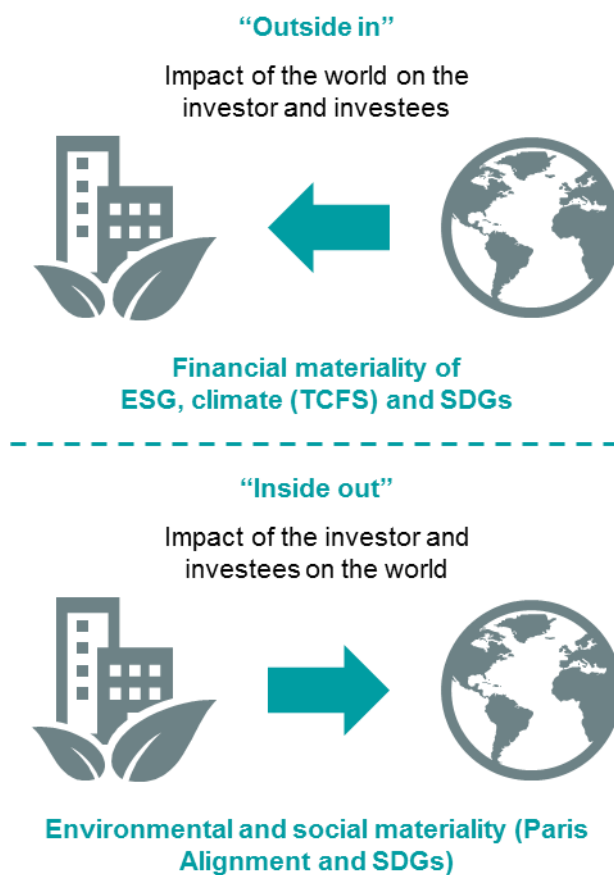 “Outside in”
Impact of the world on the
investor and investees
Financial materiality of
ESG, climate (TCFS) and SDGs
“Inside out”
Impact of the investor and
investees on the world
Environmental and social materiality (Paris
Alignment and SDGs)